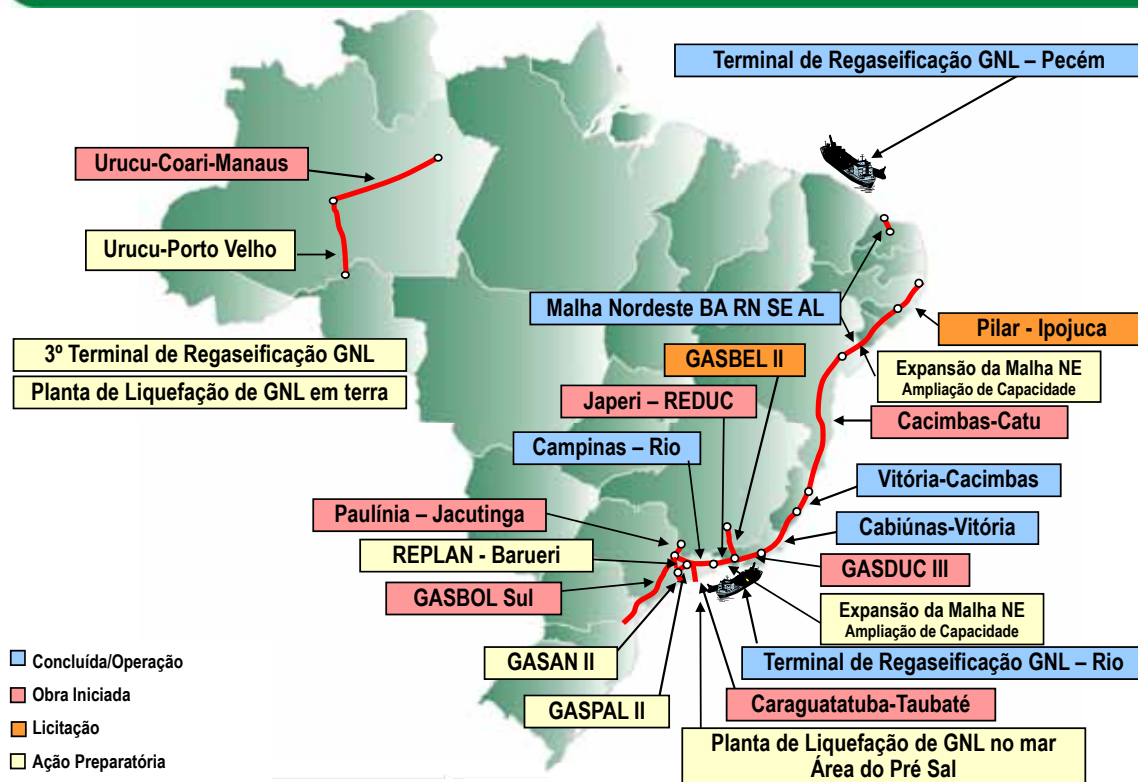 Terminal de Regaseificação GNL – Pecém
Urucu-Coari-Manaus
Urucu-Porto Velho
Malha Nordeste BA RN SE AL
Pilar - Ipojuca
3º Terminal de Regaseificação GNL
GASBEL II
Expansão da Malha NE
Ampliação de Capacidade
Planta de Liquefação de GNL em terra
Japeri – REDUC
Cacimbas-Catu
Campinas – Rio
Vitória-Cacimbas
Paulínia – Jacutinga
Cabiúnas-Vitória
REPLAN - Barueri
GASDUC III
GASBOL Sul
Expansão da Malha NE
Ampliação de Capacidade
GASAN II
Terminal de Regaseificação GNL – Rio
GASPAL II
Caraguatatuba-Taubaté
Planta de Liquefação de GNL no mar
Área do Pré Sal
Concluída/Operação
Obra Iniciada
Licitação
Ação Preparatória